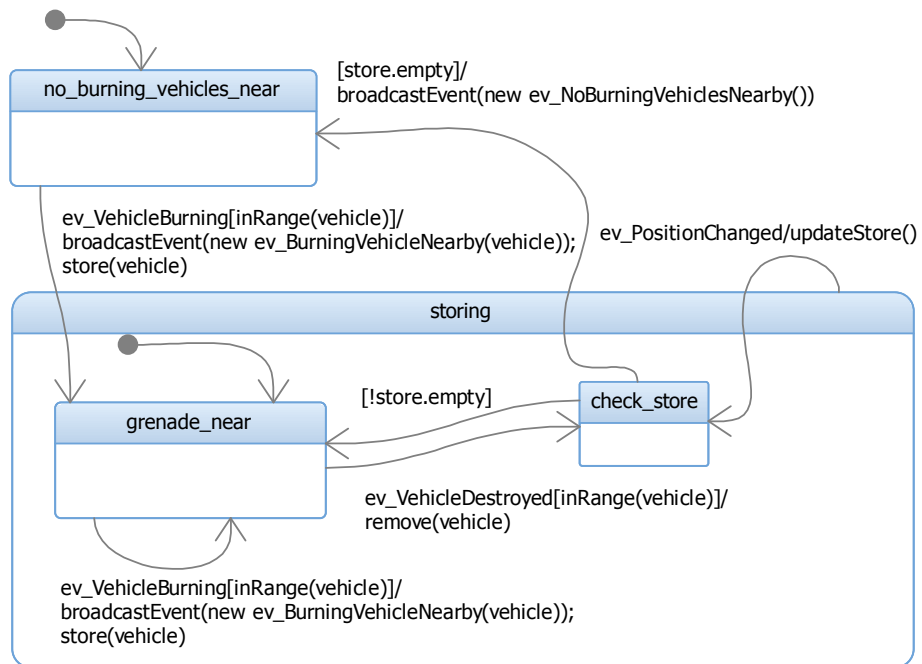 no_burning_vehicles_near
[store.empty]/
broadcastEvent(new ev_NoBurningVehiclesNearby())
ev_VehicleBurning[inRange(vehicle)]/
broadcastEvent(new ev_BurningVehicleNearby(vehicle));
store(vehicle)
ev_PositionChanged/updateStore()
storing
grenade_near
[!store.empty]
check_store
ev_VehicleDestroyed[inRange(vehicle)]/
remove(vehicle)
ev_VehicleBurning[inRange(vehicle)]/
broadcastEvent(new ev_BurningVehicleNearby(vehicle));
store(vehicle)